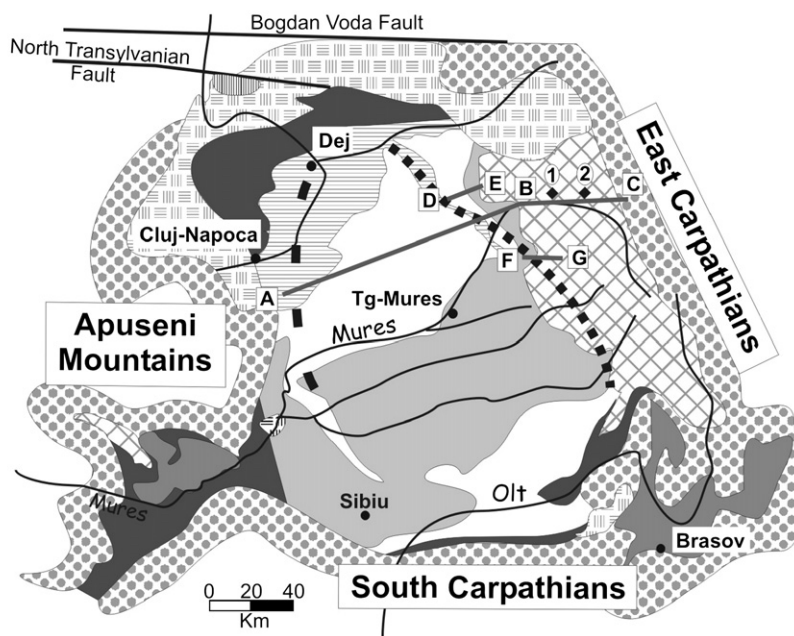 Bogdan Voda Fault
North Transylvanian
Fault
Dej
E
B
1
2
C
D
East Carpathians
Cluj-Napoca
A
F
G
Tg-Mures
Mures
Apuseni
Mountains
Mures
Sibiu
Olt
Brasov
0 20 40
Km
South Carpathians